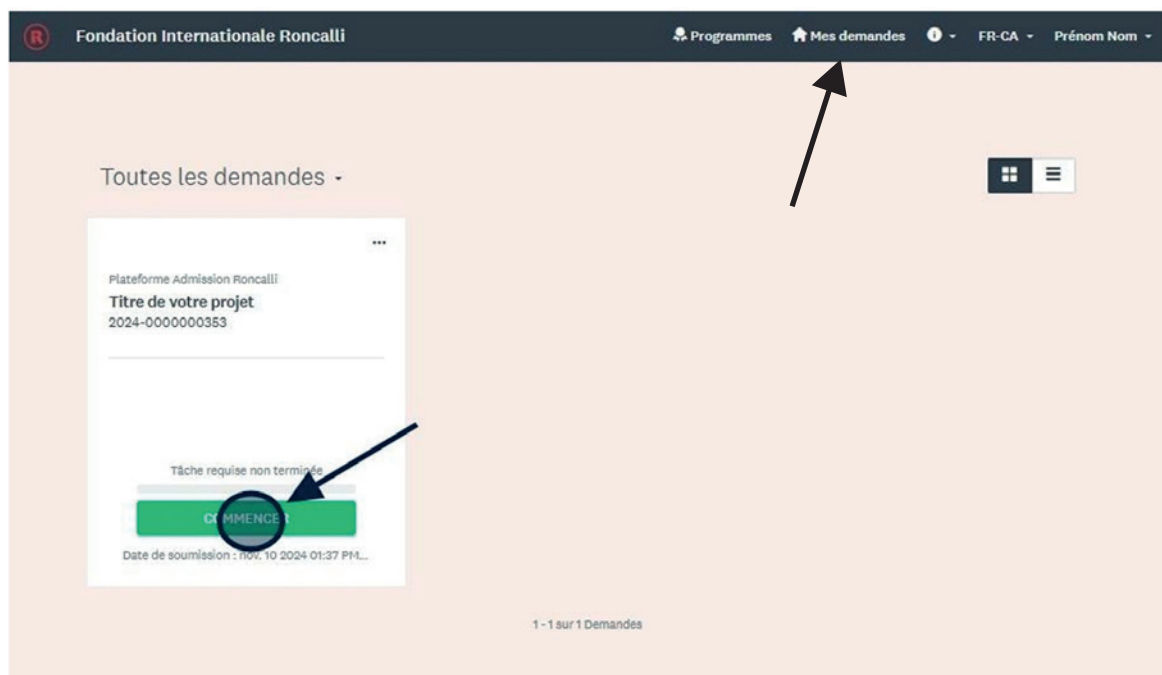 R Fondation Internationale Roncalli Programmes Mes demandes FR-CA Prénom Nom
Toutes les demandes
Plateforme Admission Roncalli
Titre de votre projet
2024-0000000353
Tâche requise non terminée
COMMENCER
Date de soumission : nov. 10 2024 01:37 PM...
1 - 1 sur 1 Demandes